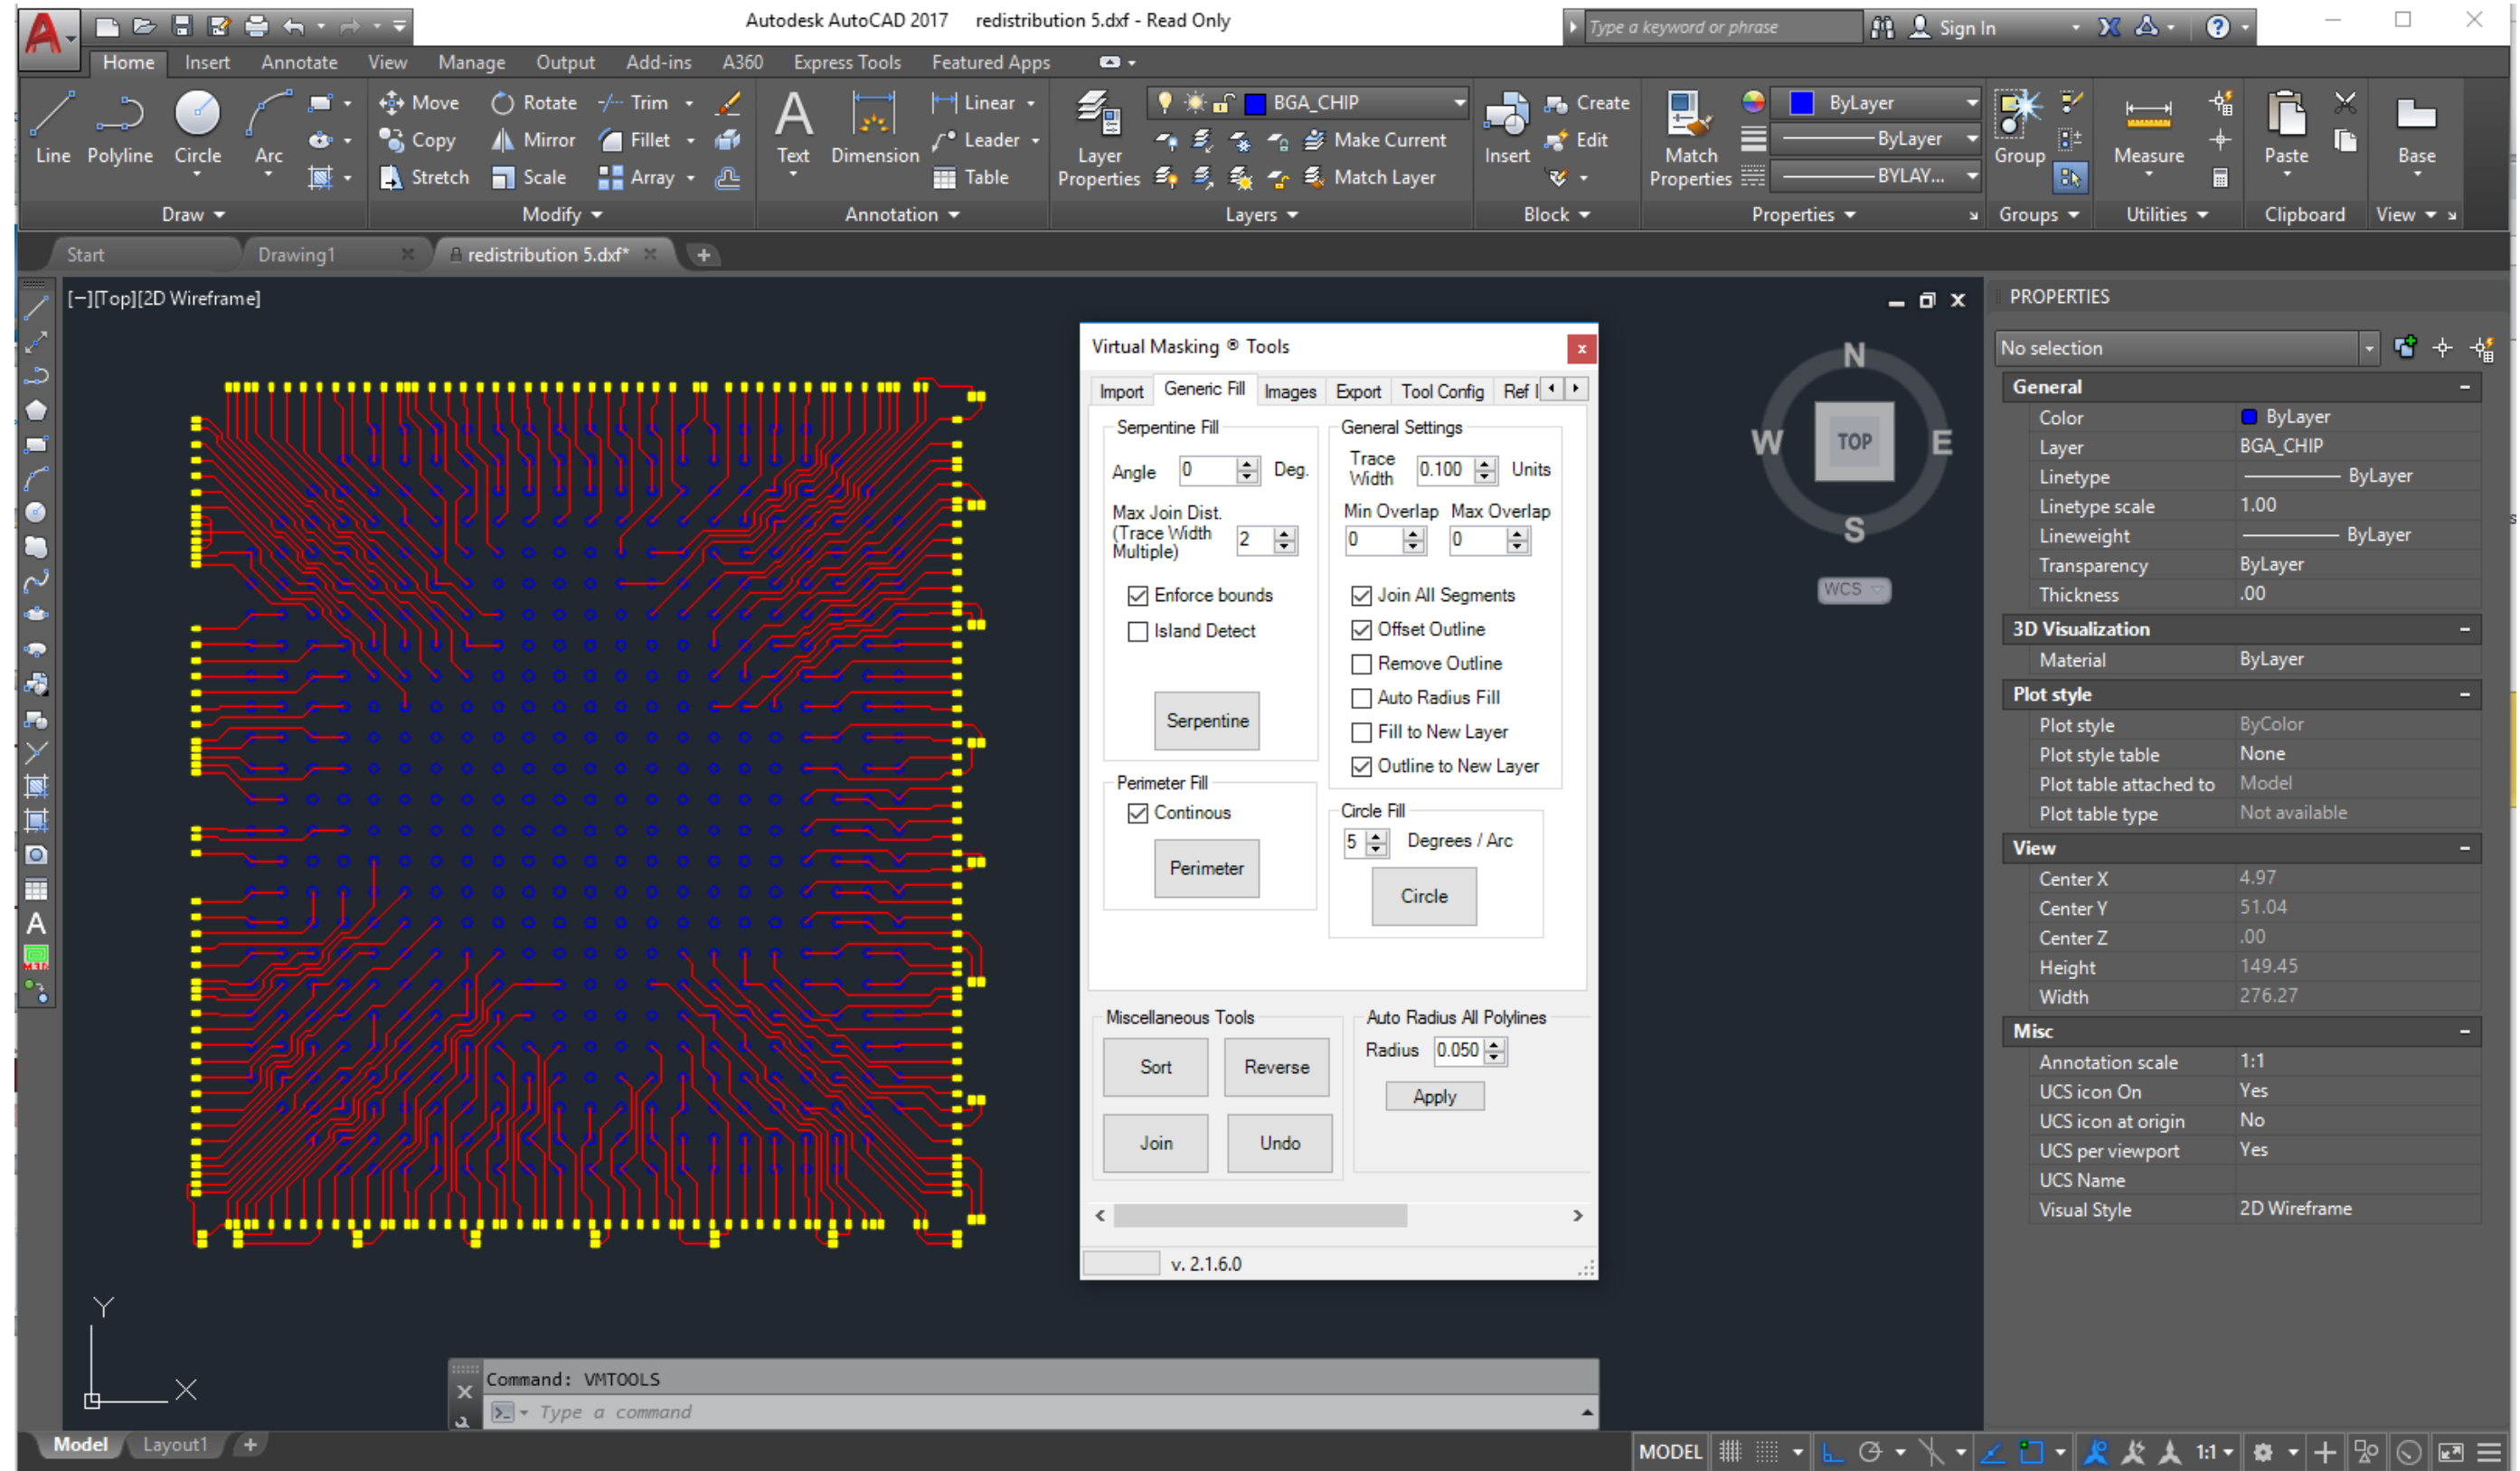 Autodesk AutoCAD 2017 redistribution 5.dxf - Read Only
Type a keyword or phrase
Sign In
Home Insert Annotate View Manage Output Add-ins A360 Express Tools Featured Apps
Line Polyline Circle Arc
Move Rotate Trim
Copy Mirror Fillet
Stretch Scale Array
Text Dimension
Linear
Leader
Table
Layer Properties
BGA_CHIP
Make Current
Match Layer
Insert
Create
Edit
Match Properties
ByLayer
ByLayer
BYLAY...
Group
Measure
Paste
Base
Draw Modify Annotation Layers Block Properties Groups Utilities Clipboard View
Start Drawing1 redistribution 5.dxf*
[−][Top][2D Wireframe]
N
W TOP E
S
WCS
Virtual Masking ® Tools
Import Generic Fill Images Export Tool Config Ref
Serpentine Fill
Angle 0 Deg.
Max Join Dist.
(Trace Width
Multiple) 2
Enforce bounds
Island Detect
Serpentine
Perimeter Fill
Continous
Perimeter
General Settings
Trace
Width 0.100 Units
Min Overlap Max Overlap
0 0
Join All Segments
Offset Outline
Remove Outline
Auto Radius Fill
Fill to New Layer
Outline to New Layer
Circle Fill
5 Degrees / Arc
Circle
Miscellaneous Tools
Sort Reverse
Join Undo
Auto Radius All Polylines
Radius 0.050
Apply
v. 2.1.6.0
PROPERTIES
No selection
General
Color ByLayer
Layer BGA_CHIP
Linetype ByLayer
Linetype scale 1.00
Lineweight ByLayer
Transparency ByLayer
Thickness .00
3D Visualization
Material ByLayer
Plot style
Plot style ByColor
Plot style table None
Plot table attached to Model
Plot table type Not available
View
Center X 4.97
Center Y 51.04
Center Z .00
Height 149.45
Width 276.27
Misc
Annotation scale 1:1
UCS icon On Yes
UCS icon at origin No
UCS per viewport Yes
UCS Name
Visual Style 2D Wireframe
Y
X
Command: VMTOOLS
Type a command
Model Layout1
MODEL 1:1